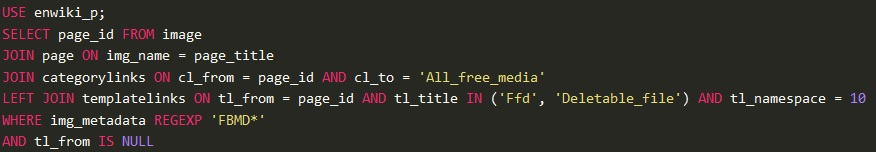 USE enwiki_p;
SELECT page_id FROM image
JOIN page ON img_name = page_title
JOIN categorylinks ON cl_from = page_id AND cl_to = 'All_free_media'
LEFT JOIN templatelinks ON tl_from = page_id AND tl_title IN ('Ffd', 'Deletable_file') AND tl_namespace = 10
WHERE img_metadata REGEXP 'FBMD*'
AND tl_from IS NULL